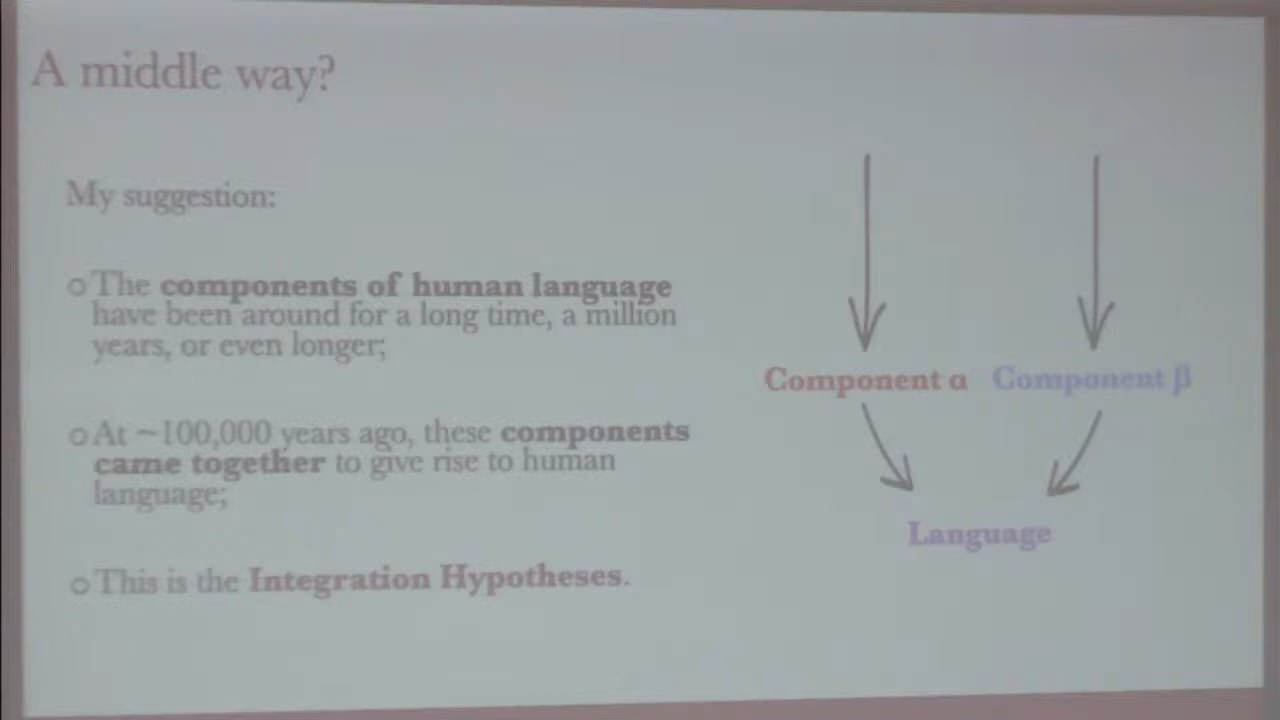 A middle way?
My suggestion:
○ The components of human language
have been around for a long time, a million
years, or even longer;
○ At ~100,000 years ago, these components
came together to give rise to human
language;
○ This is the Integration Hypotheses.
Component α Component β
Language